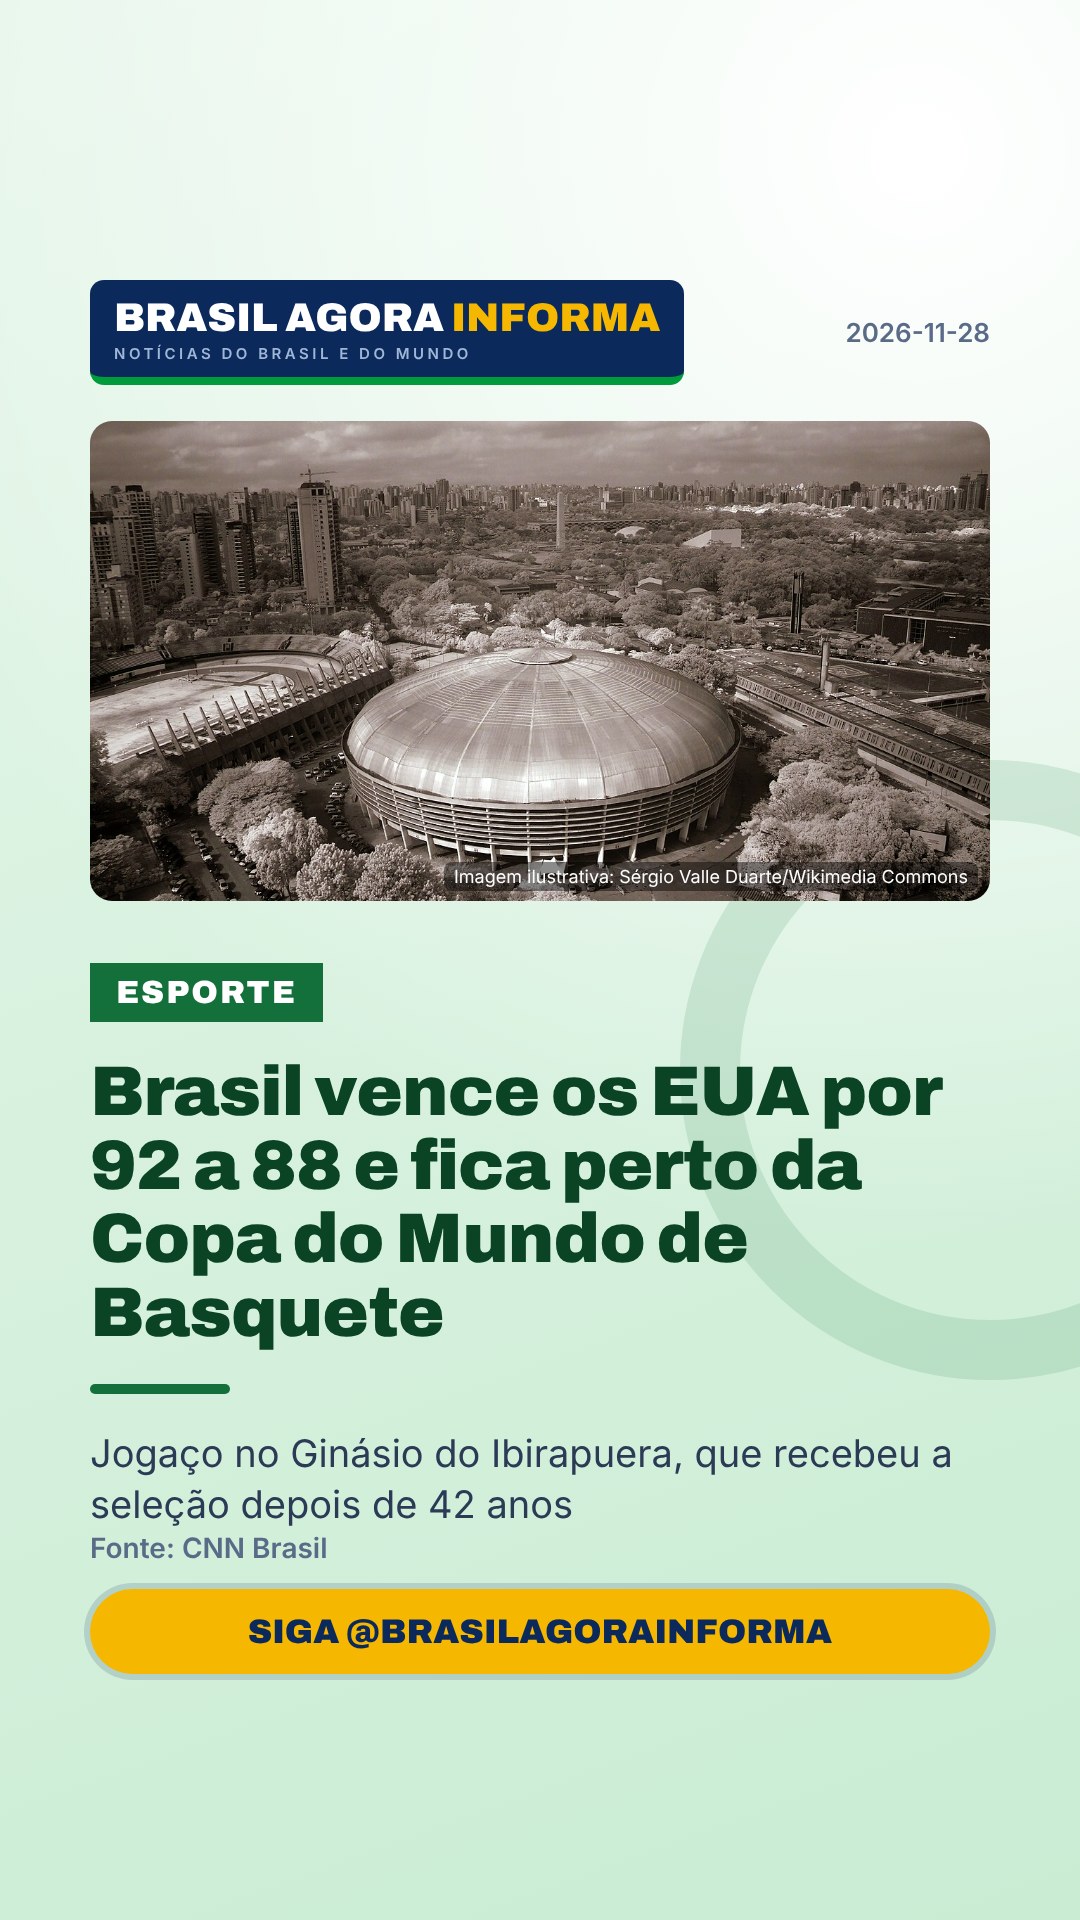 BRASIL AGORA INFORMA
NOTÍCIAS DO BRASIL E DO MUNDO
2026-11-28
Imagem ilustrativa: Sérgio Valle Duarte/Wikimedia Commons
ESPORTE
Brasil vence os EUA por
92 a 88 e fica perto da
Copa do Mundo de
Basquete
Jogaço no Ginásio do Ibirapuera, que recebeu a
seleção depois de 42 anos
Fonte: CNN Brasil
SIGA @BRASILAGORAINFORMA